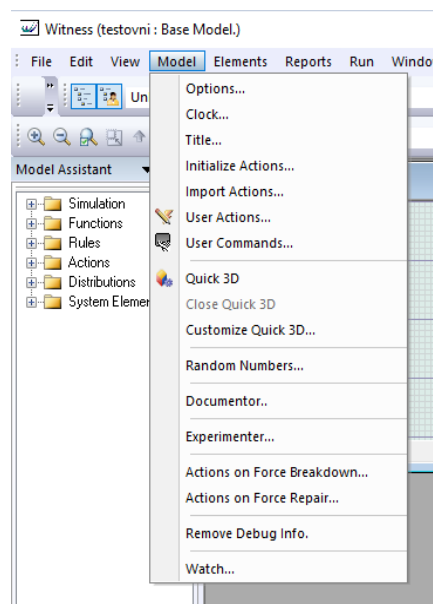 Witness (testovni : Base Model.)
File Edit View Model Elements Reports Run Windo
Un
Model Assistant
Simulation
Functions
Rules
Actions
Distributions
System Elemer
Options...
Clock...
Title...
Initialize Actions...
Import Actions...
User Actions...
User Commands...
Quick 3D
Close Quick 3D
Customize Quick 3D...
Random Numbers...
Documentor..
Experimenter...
Actions on Force Breakdown...
Actions on Force Repair...
Remove Debug Info.
Watch...